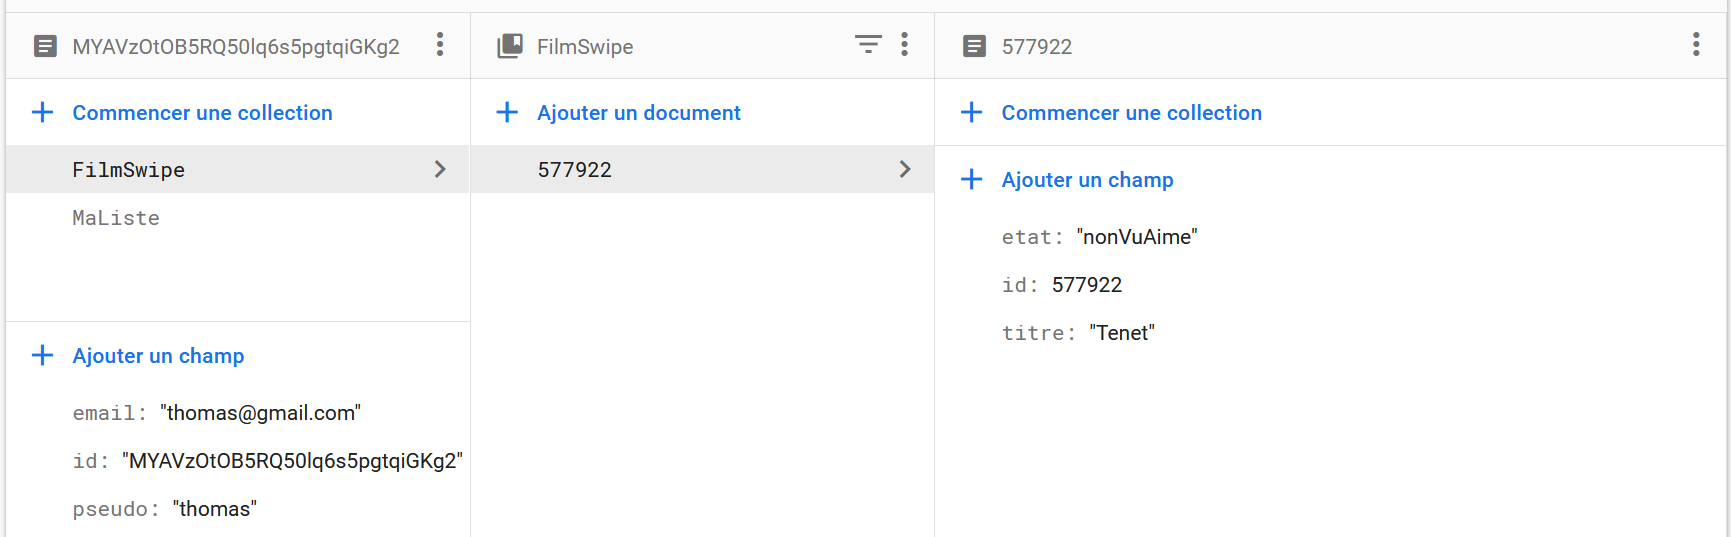 MYAVzOtOB5RQ50lq6s5pgtqiGKg2
Commencer une collection
FilmSwipe
MaListe
Ajouter un champ
email: "thomas@gmail.com"
id: "MYAVzOtOB5RQ50lq6s5pgtqiGKg2"
pseudo: "thomas"
FilmSwipe
Ajouter un document
577922
577922
Commencer une collection
Ajouter un champ
etat: "nonVuAime"
id: 577922
titre: "Tenet"